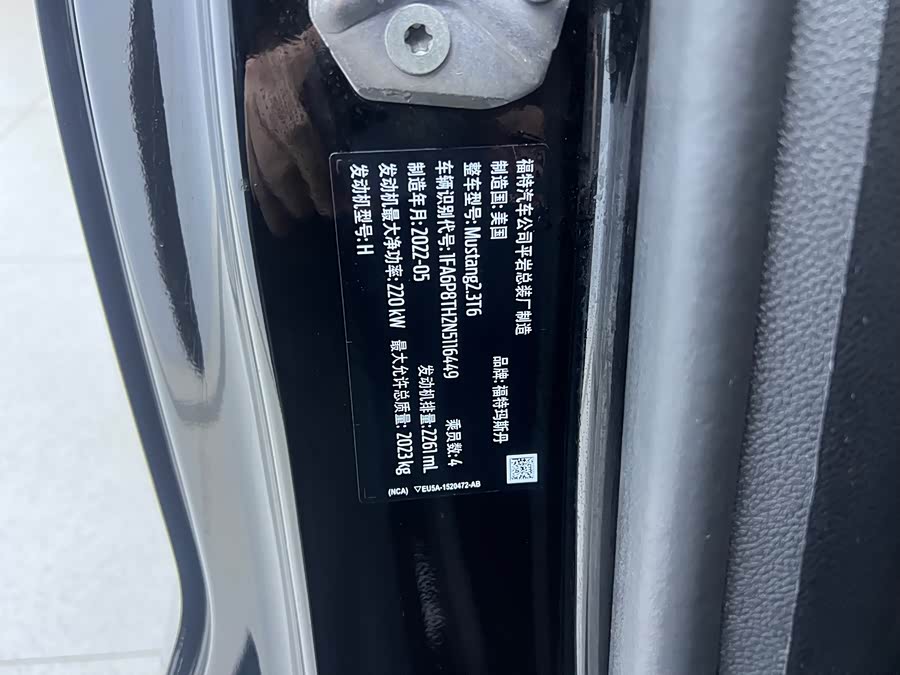 福特汽车公司平岩总装厂制造
制造国: 美国 品牌: 福特玛斯丹
整车型号: Mustang2.3T6
车辆识别代号: 1FA6P8TH2N5116449 乘员数: 4
制造年月: 2022-05 发动机排量: 2261 mL
发动机最大净功率: 220 kW 最大允许总质量: 2023 kg
发动机型号: H
(NCA) ▽EU5A-1520472-AB